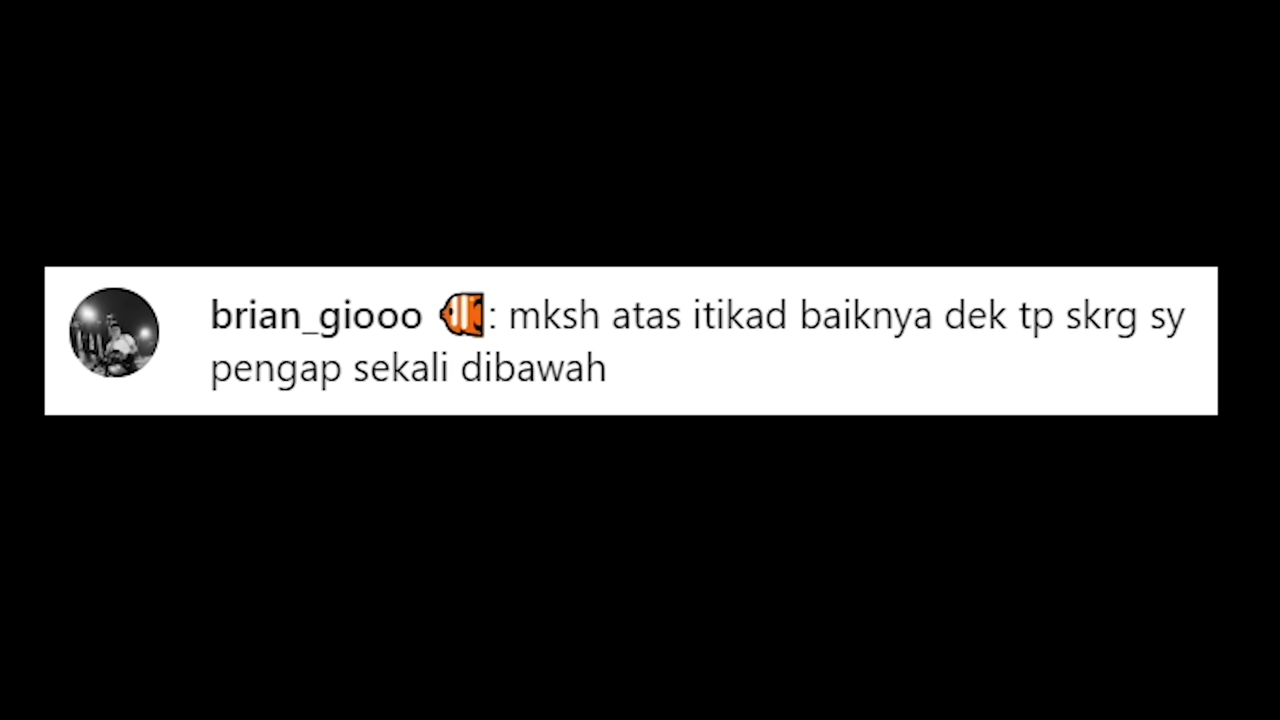 brian_giooo 🐠: mksh atas itikad baiknya dek tp skrg sy
pengap sekali dibawah